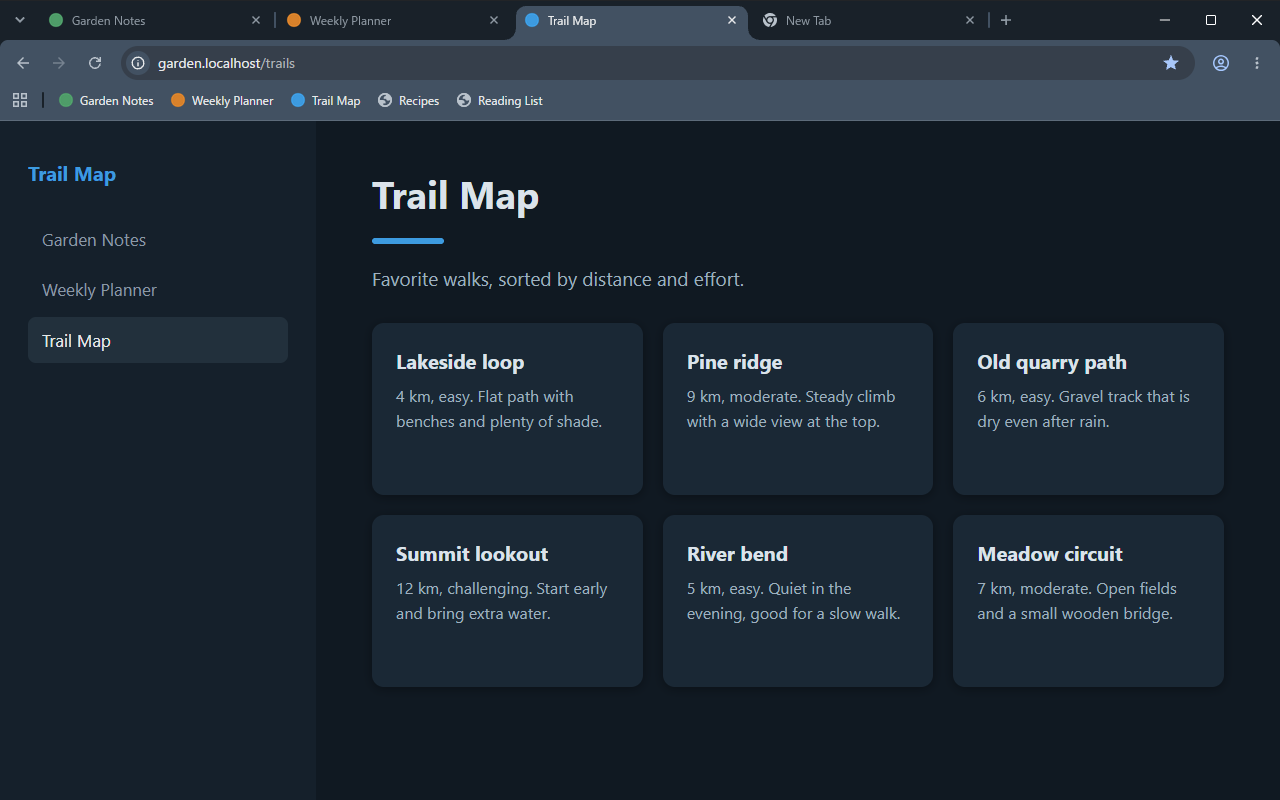 Garden Notes
Weekly Planner
Trail Map
New Tab
garden.localhost/trails
Garden Notes
Weekly Planner
Trail Map
Recipes
Reading List
Trail Map
Garden Notes
Weekly Planner
Trail Map
Trail Map
Favorite walks, sorted by distance and effort.
Lakeside loop
4 km, easy. Flat path with
benches and plenty of shade.
Pine ridge
9 km, moderate. Steady climb
with a wide view at the top.
Old quarry path
6 km, easy. Gravel track that is
dry even after rain.
Summit lookout
12 km, challenging. Start early
and bring extra water.
River bend
5 km, easy. Quiet in the
evening, good for a slow walk.
Meadow circuit
7 km, moderate. Open fields
and a small wooden bridge.